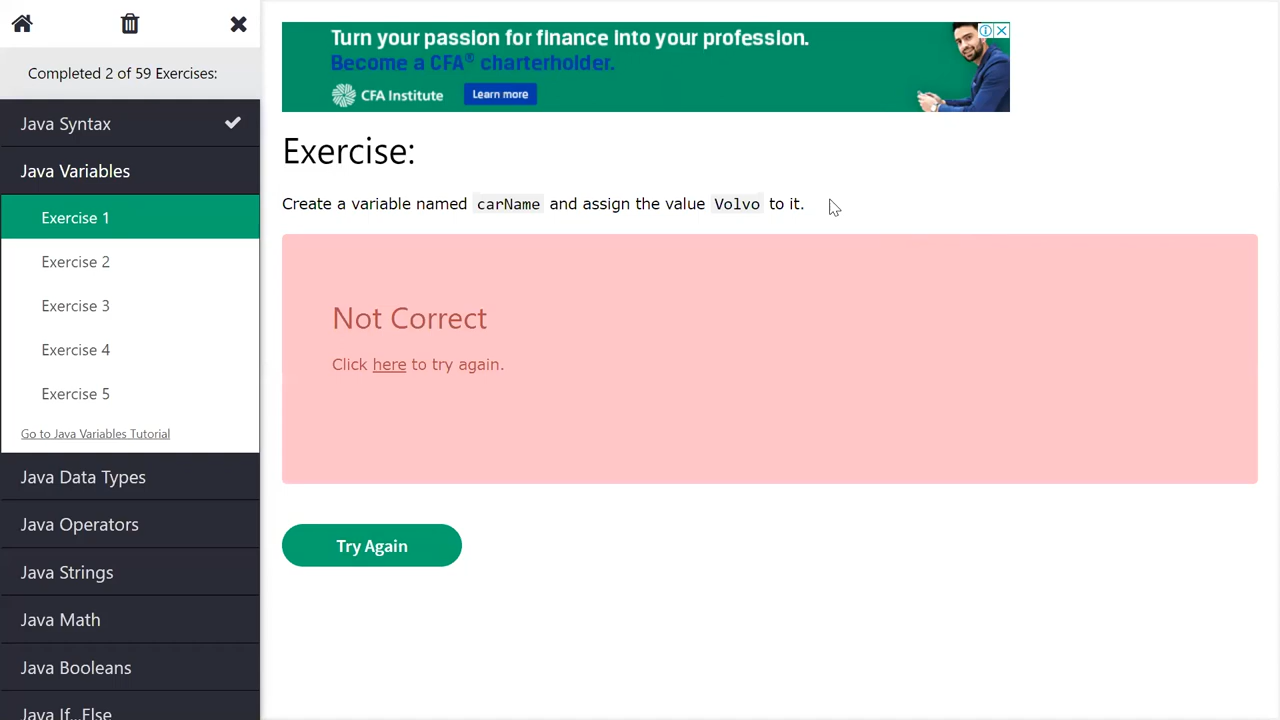 Completed 2 of 59 Exercises:
Java Syntax
Java Variables
Exercise 1
Exercise 2
Exercise 3
Exercise 4
Exercise 5
Go to Java Variables Tutorial
Java Data Types
Java Operators
Java Strings
Java Math
Java Booleans
Java If...Else
Turn your passion for finance into your profession.
Become a CFA® charterholder.
CFA Institute
Learn more
Exercise:
Create a variable named carName and assign the value Volvo to it.
Not Correct
Click here to try again.
Try Again